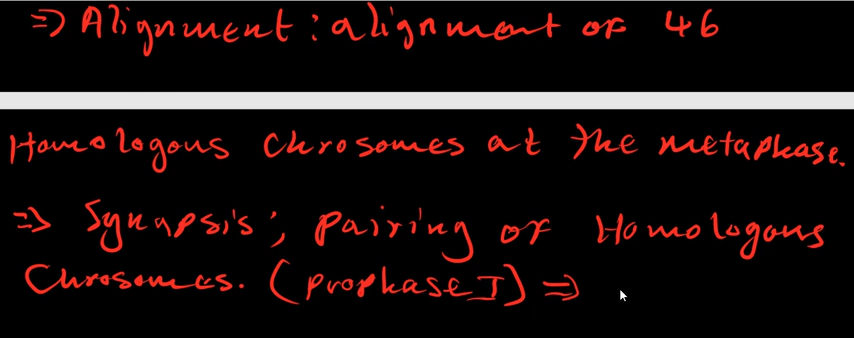 => Alignment: alignment of 46
Homologous chrosomes at the metaphase.
=> Synapsis; pairing of Homologous
Chrosomes. (prophase I) =>